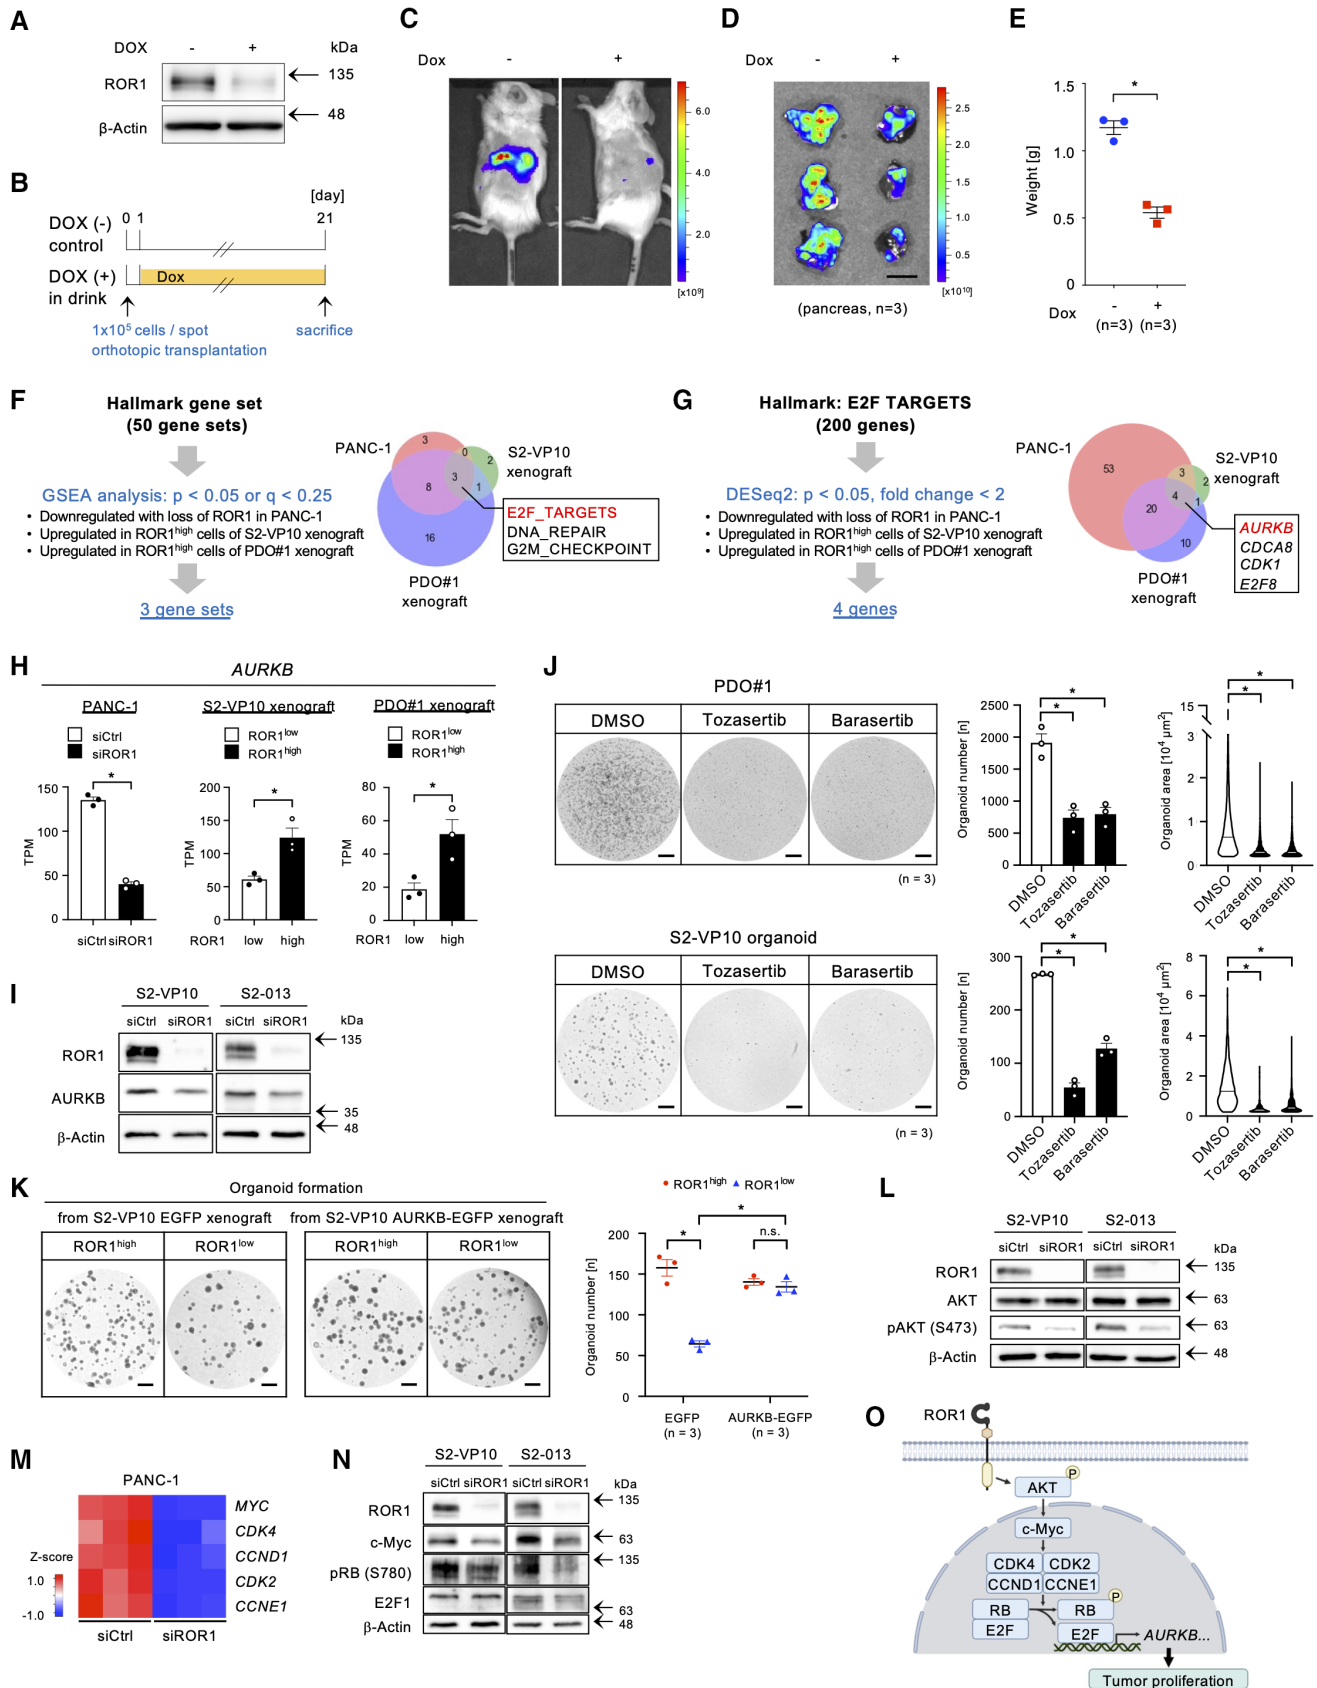 A
DOX - + kDa
ROR1
135
β-Actin
48
B
[day]
0 1 21
DOX (-)
control
DOX (+)
in drink
Dox
1x10⁵ cells / spot
orthotopic transplantation
sacrifice
C
Dox - +
6.0
4.0
2.0
[x10⁹]
D
Dox - +
2.5
2.0
1.5
1.0
0.5
[x10¹⁰]
(pancreas, n=3)
E
Weight [g]
1.5
1.0
0.5
0
*
Dox - +
(n=3) (n=3)
F
Hallmark gene set
(50 gene sets)
GSEA analysis: p < 0.05 or q < 0.25
• Downregulated with loss of ROR1 in PANC-1
• Upregulated in ROR1ʰⁱᵍʰ cells of S2-VP10 xenograft
• Upregulated in ROR1ʰⁱᵍʰ cells of PDO#1 xenograft
3 gene sets
PANC-1
S2-VP10
xenograft
PDO#1
xenograft
3
0
2
3
8
1
16
E2F_TARGETS
DNA_REPAIR
G2M_CHECKPOINT
G
Hallmark: E2F TARGETS
(200 genes)
DESeq2: p < 0.05, fold change < 2
• Downregulated with loss of ROR1 in PANC-1
• Upregulated in ROR1ʰⁱᵍʰ cells of S2-VP10 xenograft
• Upregulated in ROR1ʰⁱᵍʰ cells of PDO#1 xenograft
4 genes
PANC-1
S2-VP10
xenograft
PDO#1
xenograft
53
3
2
4
1
20
10
AURKB
CDCA8
CDK1
E2F8
H
AURKB
PANC-1
siCtrl
siROR1
TPM
150
100
50
0
*
siCtrl siROR1
S2-VP10 xenograft
ROR1ˡᵒʷ
ROR1ʰⁱᵍʰ
TPM
200
150
100
50
0
*
ROR1 low high
PDO#1 xenograft
ROR1ˡᵒʷ
ROR1ʰⁱᵍʰ
TPM
80
60
40
20
0
*
ROR1 low high
I
S2-VP10 S2-013
siCtrl siROR1 siCtrl siROR1 kDa
ROR1
135
AURKB
35
β-Actin
48
J
PDO#1
DMSO Tozasertib Barasertib
(n = 3)
Organoid number [n]
2500
2000
1500
1000
500
0
* *
DMSO
Tozasertib
Barasertib
Organoid area [10⁴ µm²]
15
3
2
1
0
* *
DMSO
Tozasertib
Barasertib
S2-VP10 organoid
DMSO Tozasertib Barasertib
(n = 3)
Organoid number [n]
300
200
100
0
* *
DMSO
Tozasertib
Barasertib
Organoid area [10⁴ µm²]
8
6
4
2
0
* *
DMSO
Tozasertib
Barasertib
K
Organoid formation
from S2-VP10 EGFP xenograft
from S2-VP10 AURKB-EGFP xenograft
ROR1ʰⁱᵍʰ ROR1ˡᵒʷ ROR1ʰⁱᵍʰ ROR1ˡᵒʷ
ROR1ʰⁱᵍʰ ROR1ˡᵒʷ
Organoid number [n]
200
150
100
50
0
* * n.s.
EGFP AURKB-EGFP
(n = 3) (n = 3)
L
S2-VP10 S2-013
siCtrl siROR1 siCtrl siROR1 kDa
ROR1 135
AKT 63
pAKT (S473) 63
β-Actin 48
M
PANC-1
MYC
CDK4
CCND1
CDK2
CCNE1
Z-score
1.0
-1.0
siCtrl siROR1
N
S2-VP10 S2-013
siCtrl siROR1 siCtrl siROR1 kDa
ROR1 135
c-Myc 63
pRB (S780) 135
E2F1 63
β-Actin 48
O
ROR1
P
AKT
c-Myc
CDK4 CDK2
CCND1 CCNE1
P
RB RB
E2F E2F
AURKB...
Tumor proliferation